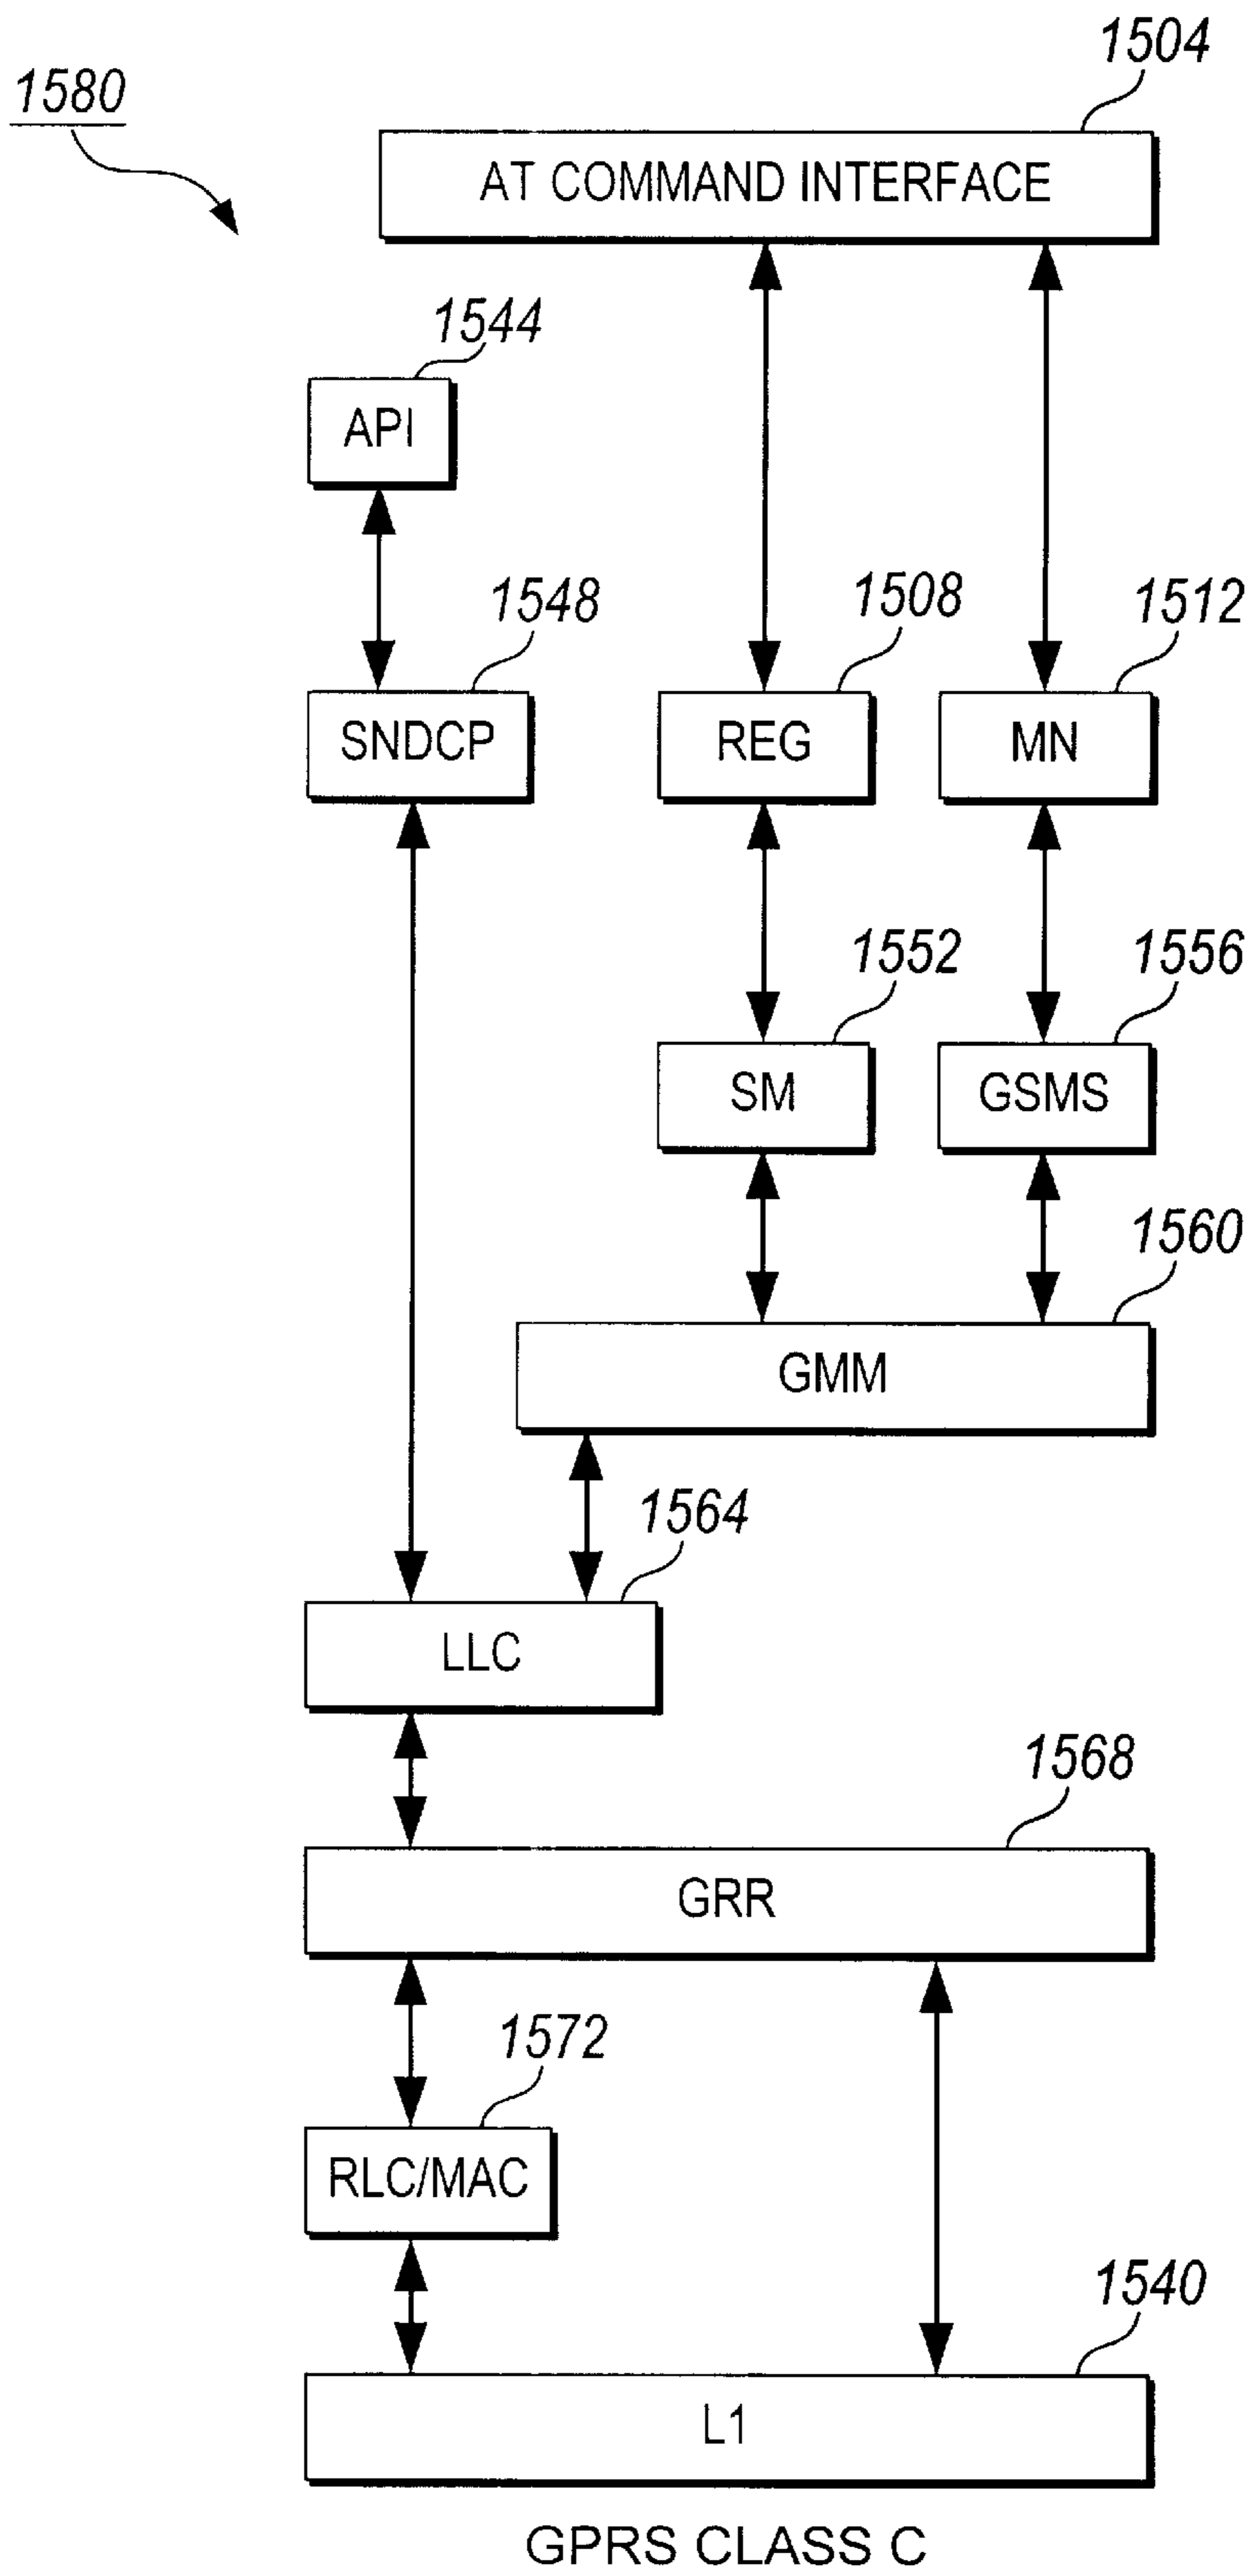 1504
1580
AT COMMAND INTERFACE
1544
API
1548
1508
1512
SNDCP
REG
MN
1552
1556
SM
GSMS
1560
GMM
1564
LLC
1568
GRR
1572
RLC/MAC
1540
L1
GPRS CLASS C